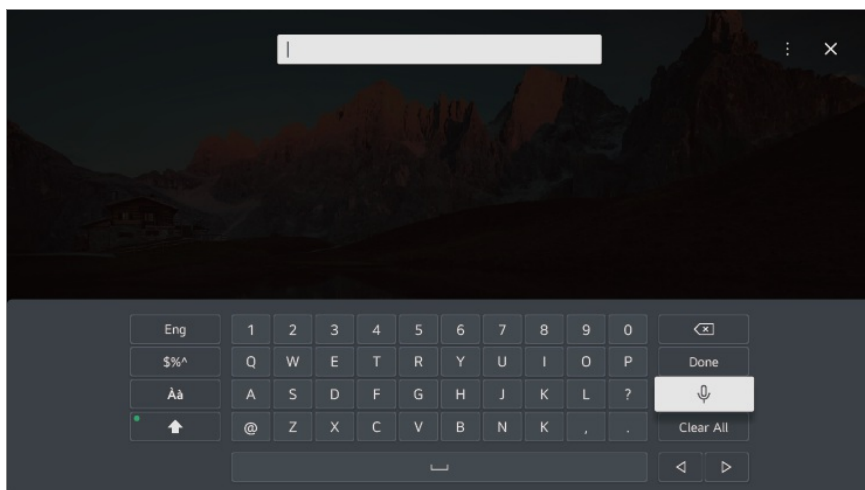 Eng 1 2 3 4 5 6 7 8 9 0
$%^ Q W E T R Y U I O P Done
Àà A S D F G H J K L ?
@ Z X C V B N K , . Clear All